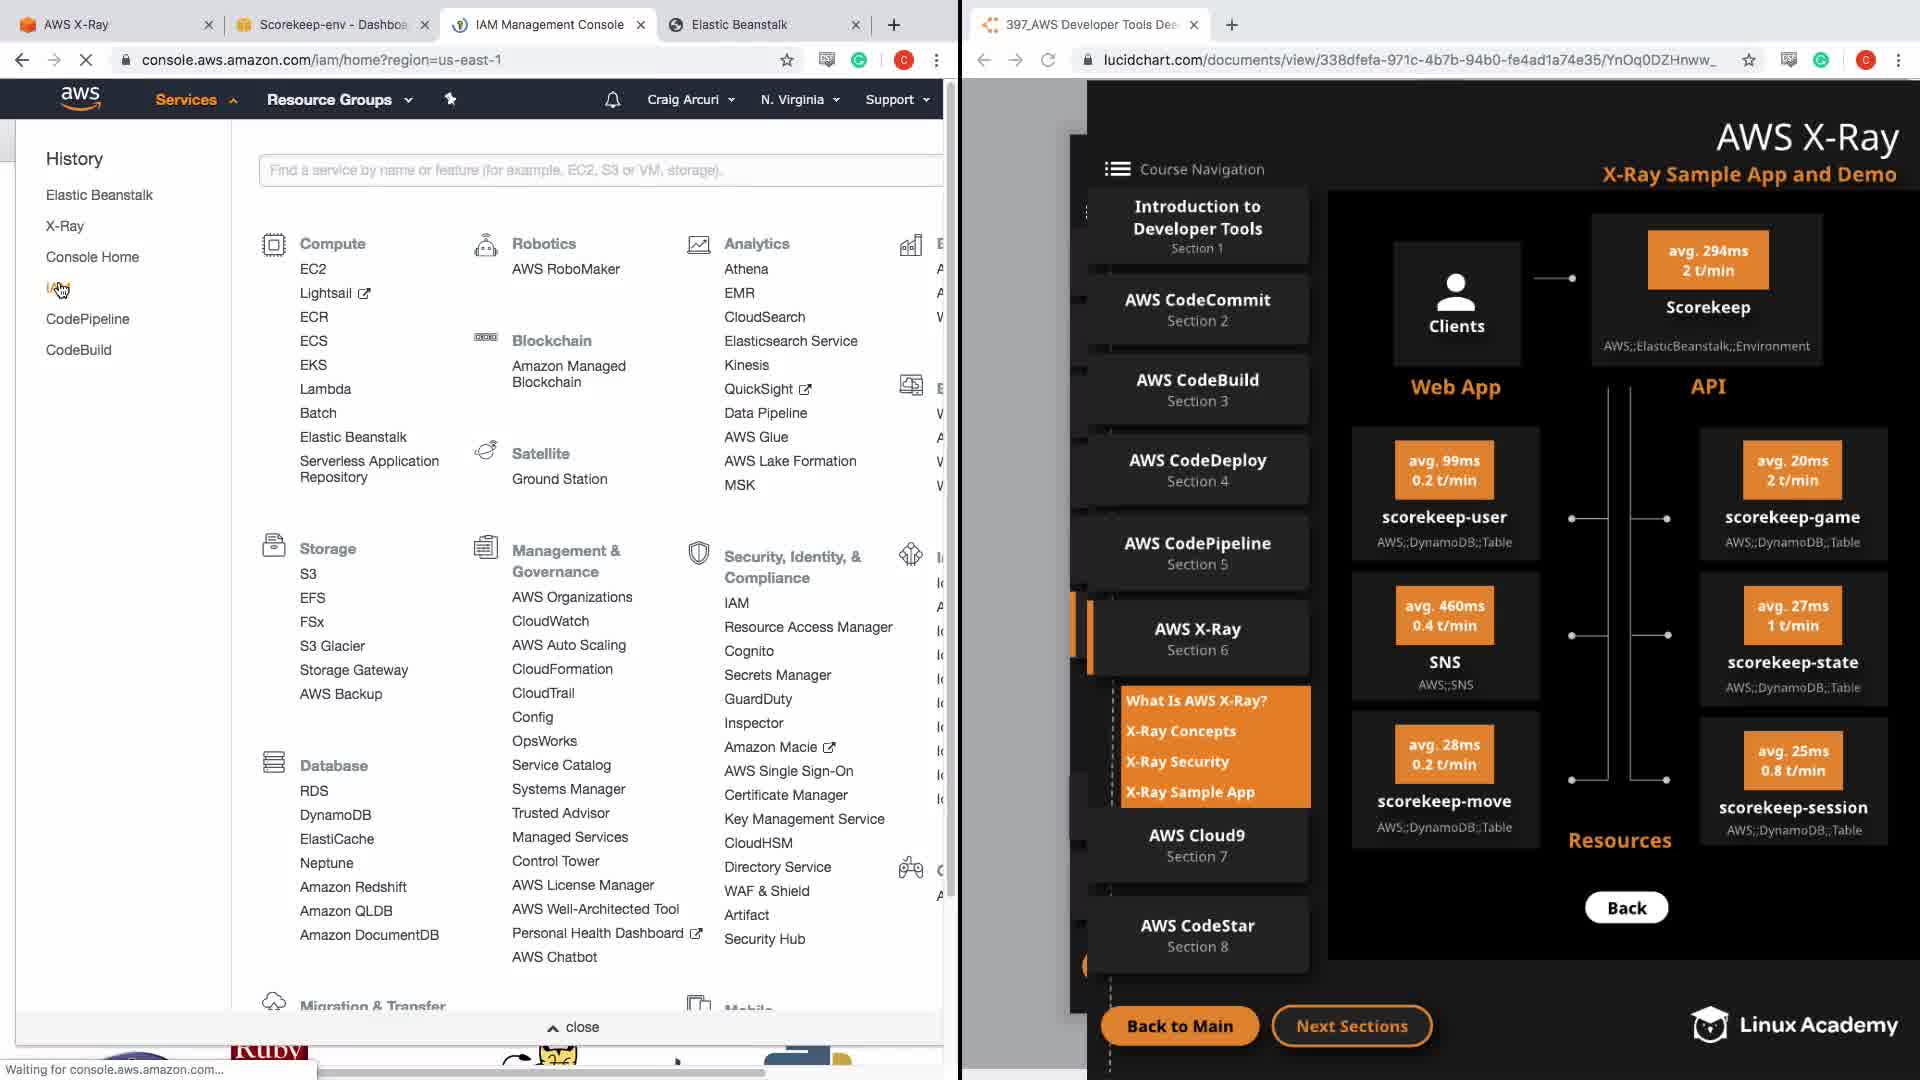 AWS X-Ray
Scorekeep-env - Dashbo
IAM Management Console
Elastic Beanstalk
console.aws.amazon.com/iam/home?region=us-east-1
aws
Services
Resource Groups
Craig Arcuri
N. Virginia
Support
History
Elastic Beanstalk
X-Ray
Console Home
IAM
CodePipeline
CodeBuild
Find a service by name or feature (for example, EC2, S3 or VM, storage).
Compute
EC2
Lightsail
ECR
ECS
EKS
Lambda
Batch
Elastic Beanstalk
Serverless Application
Repository
Storage
S3
EFS
FSx
S3 Glacier
Storage Gateway
AWS Backup
Database
RDS
DynamoDB
ElastiCache
Neptune
Amazon Redshift
Amazon QLDB
Amazon DocumentDB
Migration & Transfer
Robotics
AWS RoboMaker
Blockchain
Amazon Managed
Blockchain
Satellite
Ground Station
Management &
Governance
AWS Organizations
CloudWatch
AWS Auto Scaling
CloudFormation
CloudTrail
Config
OpsWorks
Service Catalog
Systems Manager
Trusted Advisor
Managed Services
Control Tower
AWS License Manager
AWS Well-Architected Tool
Personal Health Dashboard
AWS Chatbot
Analytics
Athena
EMR
CloudSearch
Elasticsearch Service
Kinesis
QuickSight
Data Pipeline
AWS Glue
AWS Lake Formation
MSK
Security, Identity, &
Compliance
IAM
Resource Access Manager
Cognito
Secrets Manager
GuardDuty
Inspector
Amazon Macie
AWS Single Sign-On
Certificate Manager
Key Management Service
CloudHSM
Directory Service
WAF & Shield
Artifact
Security Hub
Mobile
close
Ruby
Waiting for console.aws.amazon.com...
397_AWS Developer Tools Dee
lucidchart.com/documents/view/338dfefa-971c-4b7b-94b0-fe4ad1a74e35/YnOq0DZHnww_
AWS X-Ray
X-Ray Sample App and Demo
Course Navigation
Introduction to
Developer Tools
Section 1
AWS CodeCommit
Section 2
AWS CodeBuild
Section 3
AWS CodeDeploy
Section 4
AWS CodePipeline
Section 5
AWS X-Ray
Section 6
What Is AWS X-Ray?
X-Ray Concepts
X-Ray Security
X-Ray Sample App
AWS Cloud9
Section 7
AWS CodeStar
Section 8
Back to Main
Next Sections
Clients
Web App
avg. 294ms
2 t/min
Scorekeep
AWS;;ElasticBeanstalk;;Environment
API
avg. 99ms
0.2 t/min
scorekeep-user
AWS;;DynamoDB;;Table
avg. 20ms
2 t/min
scorekeep-game
AWS;;DynamoDB;;Table
avg. 460ms
0.4 t/min
SNS
AWS;;SNS
avg. 27ms
1 t/min
scorekeep-state
AWS;;DynamoDB;;Table
avg. 28ms
0.2 t/min
scorekeep-move
AWS;;DynamoDB;;Table
avg. 25ms
0.8 t/min
scorekeep-session
AWS;;DynamoDB;;Table
Resources
Back
Linux Academy